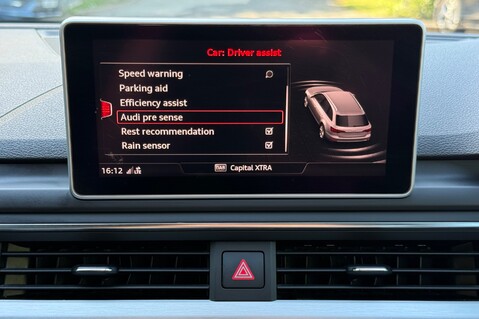 Car: Driver assist
Speed warning
Parking aid
Efficiency assist
Audi pre sense
Rest recommendation
Rain sensor
16:12
Capital XTRA